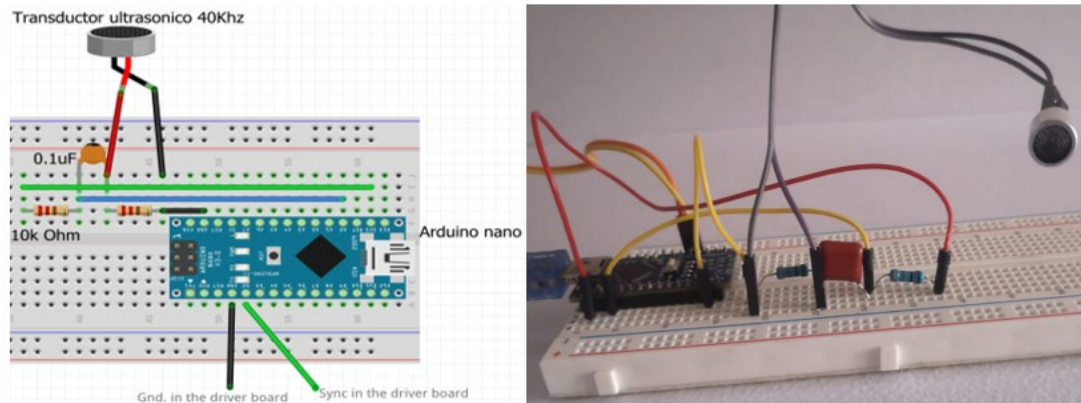 Transductor ultrasonico 40Khz
0.1uF
10k Ohm
Arduino nano
Gnd. in the driver board
Sync in the driver board